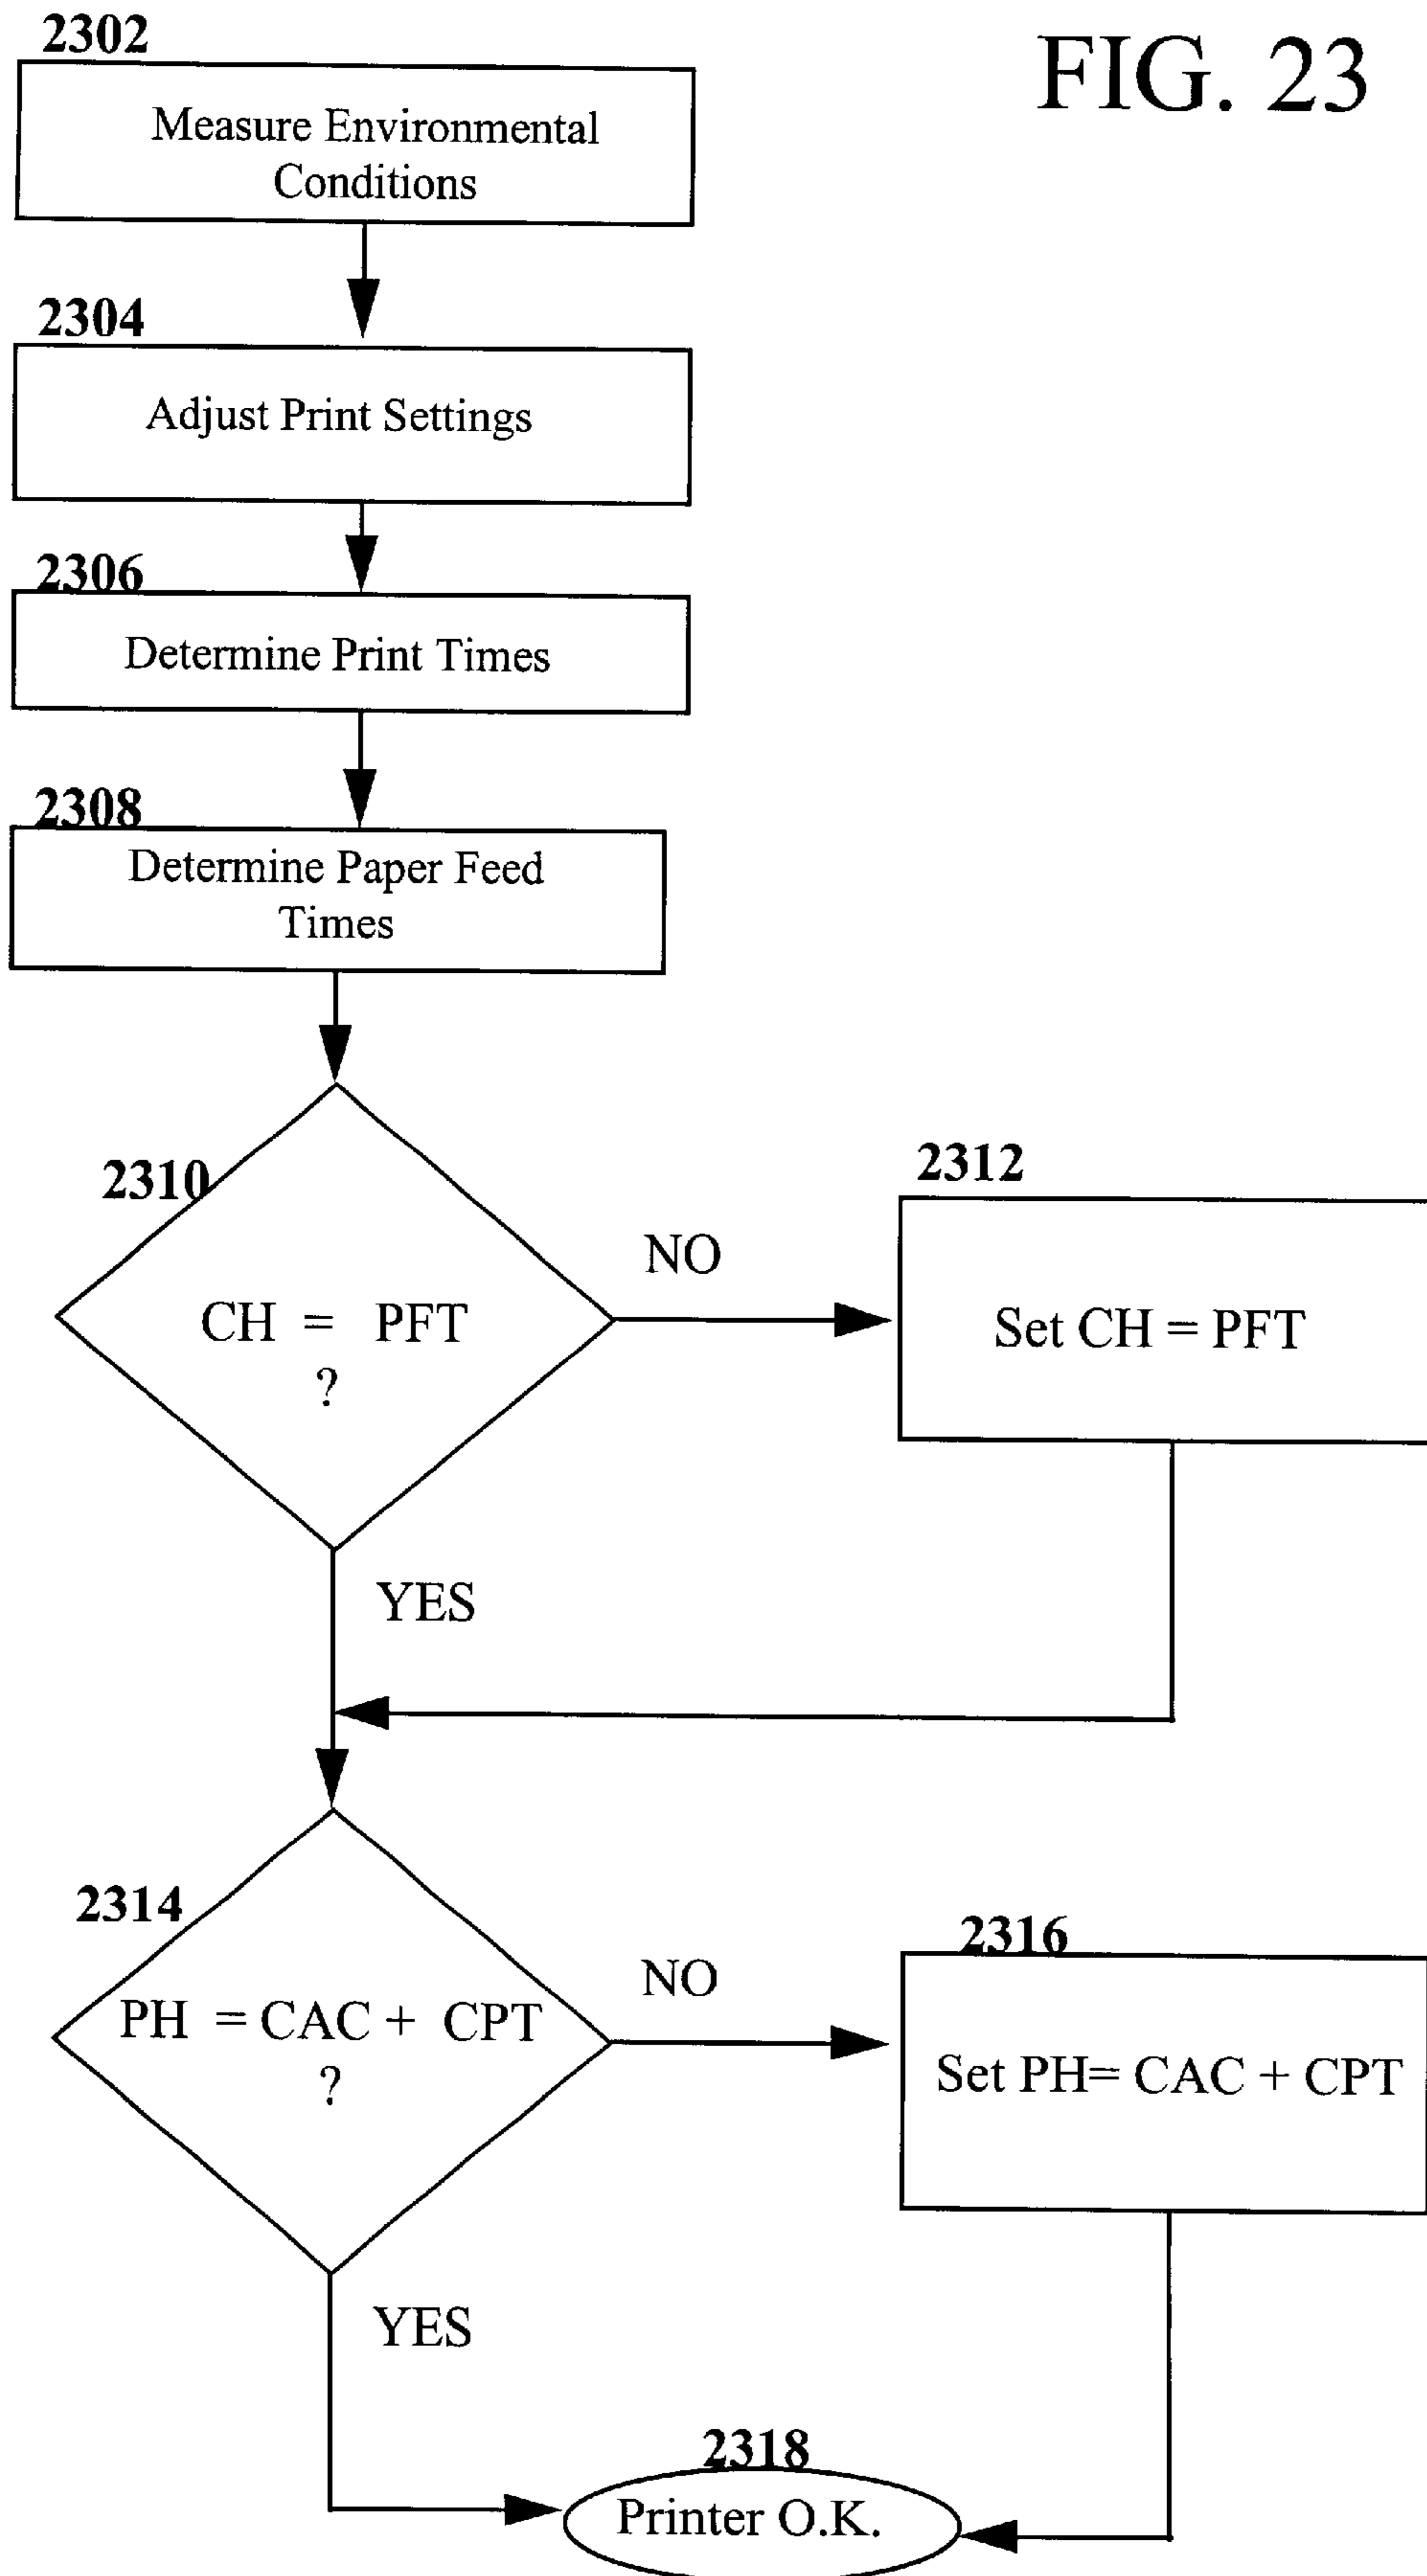 FIG. 23
2302
Measure Environmental
Conditions
2304
Adjust Print Settings
2306
Determine Print Times
2308
Determine Paper Feed
Times
2310
CH = PFT
?
NO
2312
Set CH = PFT
YES
2314
PH = CAC + CPT
?
NO
2316
Set PH= CAC + CPT
YES
2318
Printer O.K.